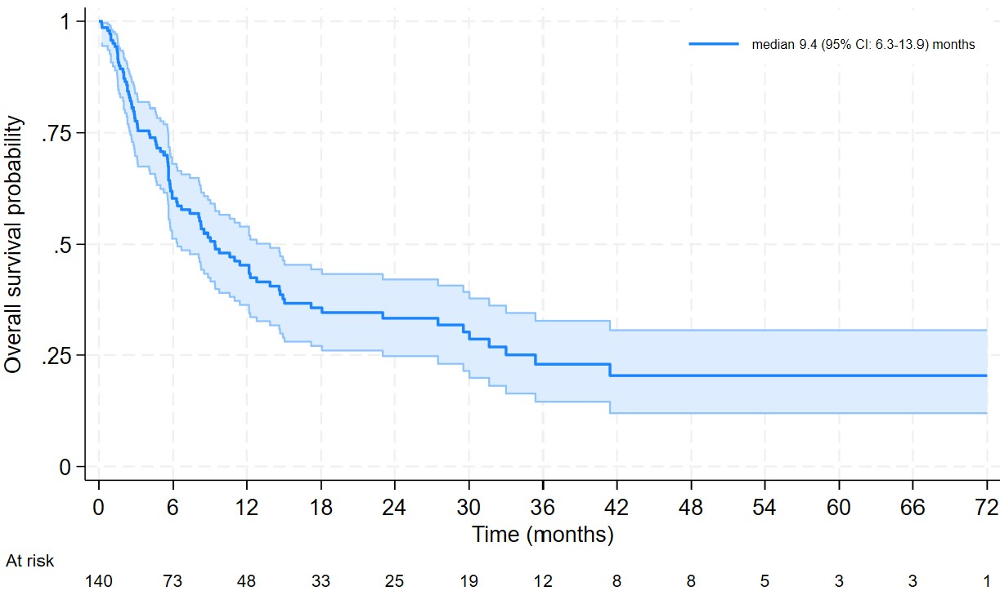 Overall survival probability
1
.75
.5
.25
0
median 9.4 (95% CI: 6.3-13.9) months
0 6 12 18 24 30 36 42 48 54 60 66 72
Time (months)
At risk
140 73 48 33 25 19 12 8 8 5 3 3 1